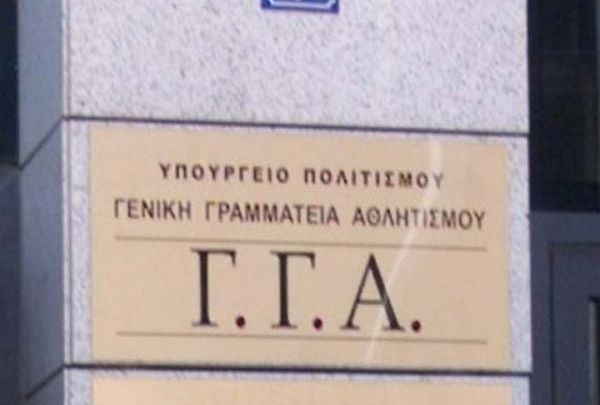 ΥΠΟΥΡΓΕΙΟ ΠΟΛΙΤΙΣΜΟΥ
ΓΕΝΙΚΗ ΓΡΑΜΜΑΤΕΙΑ ΑΘΛΗΤΙΣΜΟΥ
Γ.Γ.Α.